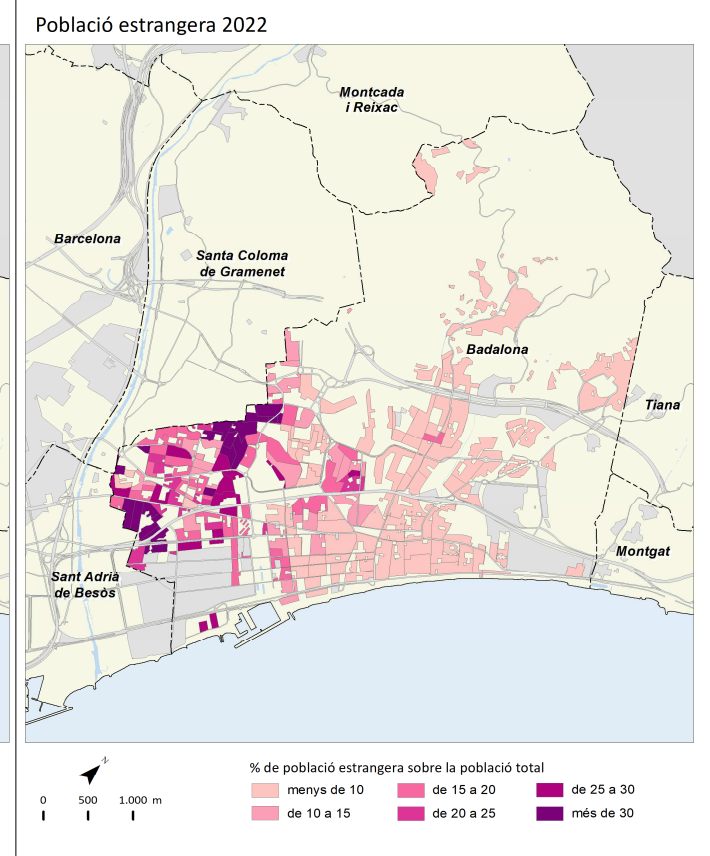 Població estrangera 2022
Montcada
i Reixac
Barcelona
Santa Coloma
de Gramenet
Badalona
Tiana
Montgat
Sant Adrià
de Besòs
N
0 500 1.000 m
% de població estrangera sobre la població total
menys de 10
de 10 a 15
de 15 a 20
de 20 a 25
de 25 a 30
més de 30